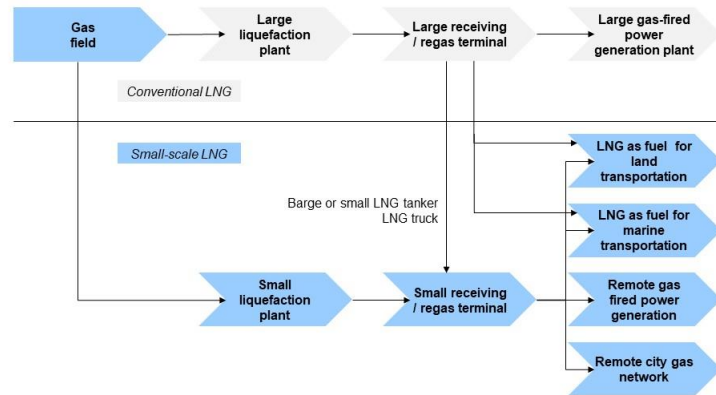 Gas
field
Large
liquefaction
plant
Large receiving
/ regas terminal
Large gas-fired
power
generation plant
Conventional LNG
Small-scale LNG
LNG as fuel for
land
transportation
Barge or small LNG tanker
LNG truck
LNG as fuel for
marine
transportation
Small
liquefaction
plant
Small receiving
/ regas terminal
Remote gas
fired power
generation
Remote city gas
network